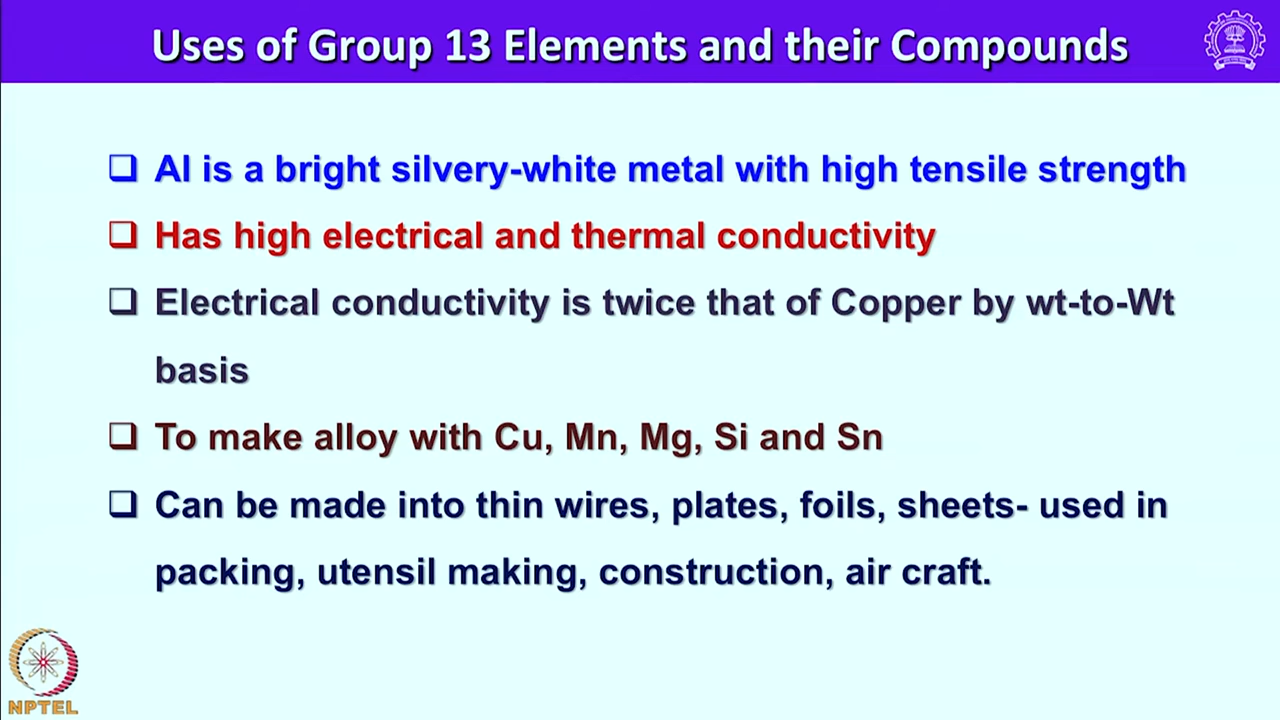 Uses of Group 13 Elements and their Compounds
❑ Al is a bright silvery-white metal with high tensile strength
❑ Has high electrical and thermal conductivity
❑ Electrical conductivity is twice that of Copper by wt-to-Wt
basis
❑ To make alloy with Cu, Mn, Mg, Si and Sn
❑ Can be made into thin wires, plates, foils, sheets- used in
packing, utensil making, construction, air craft.
NPTEL